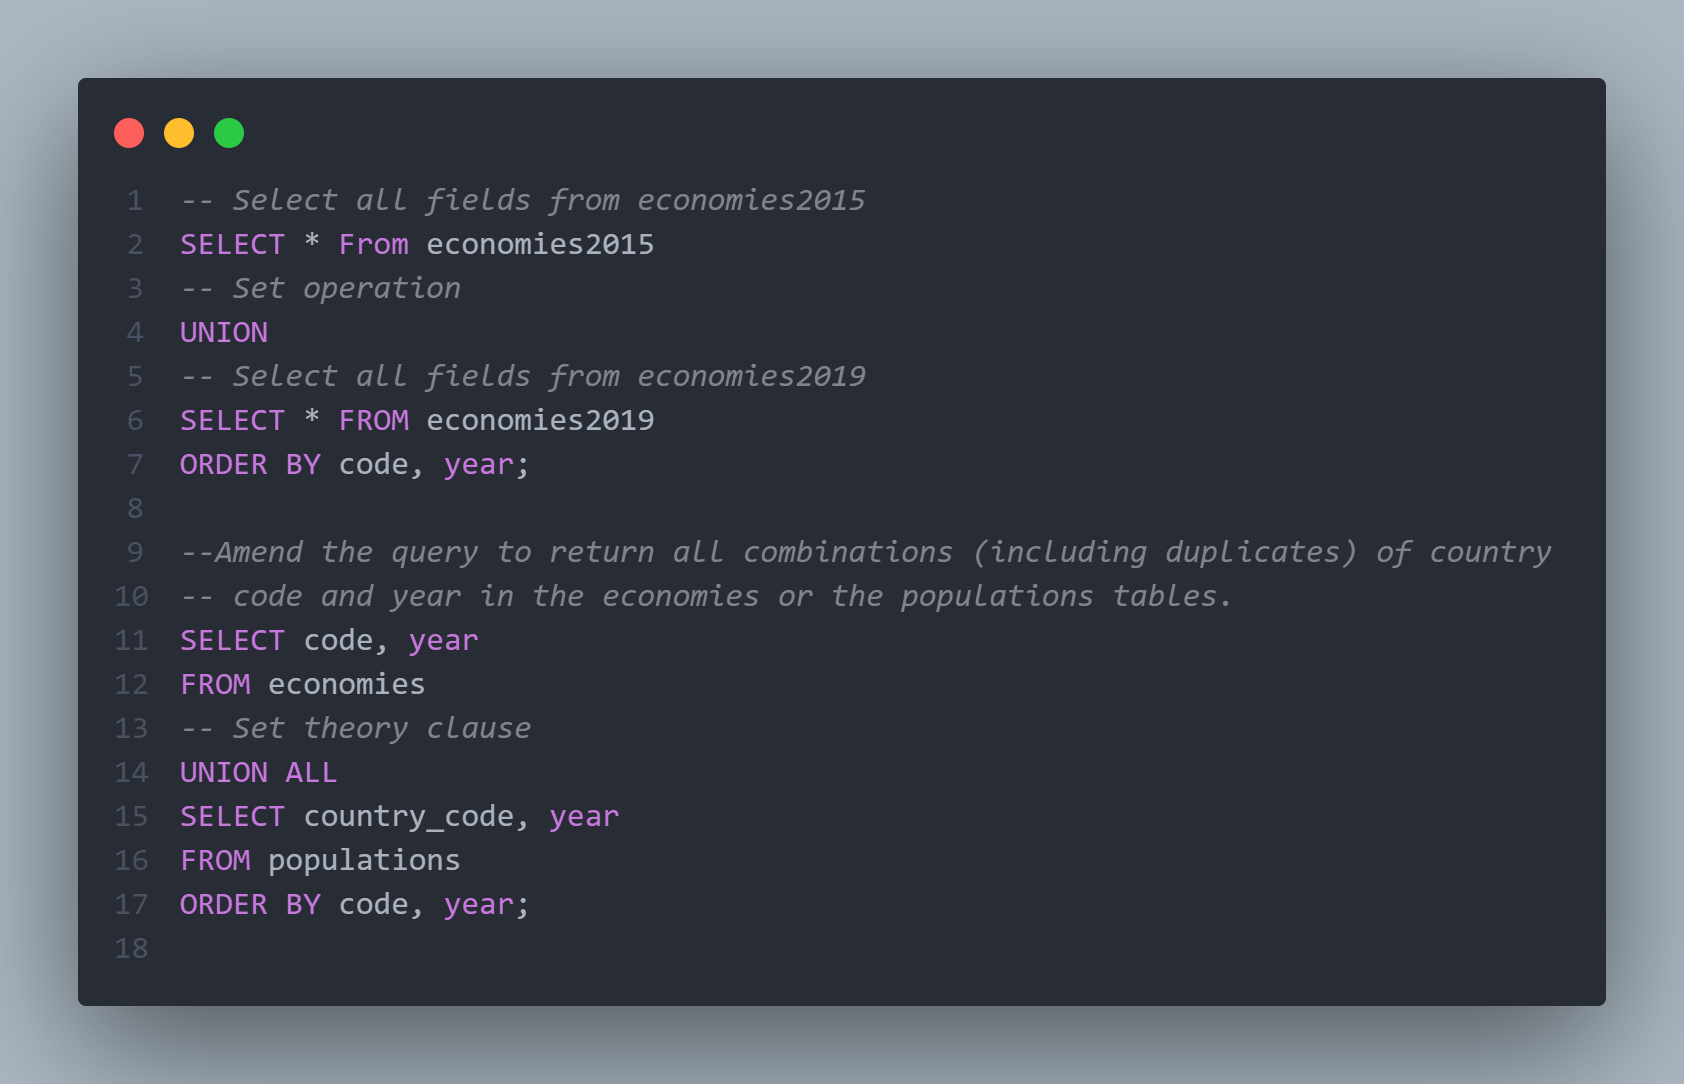 1 -- Select all fields from economies2015
2 SELECT * From economies2015
3 -- Set operation
4 UNION
5 -- Select all fields from economies2019
6 SELECT * FROM economies2019
7 ORDER BY code, year;
8
9 --Amend the query to return all combinations (including duplicates) of country
10 -- code and year in the economies or the populations tables.
11 SELECT code, year
12 FROM economies
13 -- Set theory clause
14 UNION ALL
15 SELECT country_code, year
16 FROM populations
17 ORDER BY code, year;
18